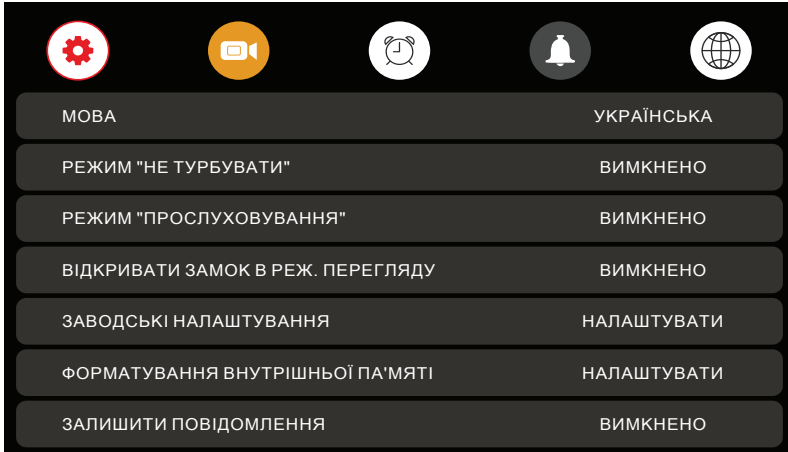 МОВА УКРАЇНСЬКА
РЕЖИМ "НЕ ТУРБУВАТИ" ВИМКНЕНО
РЕЖИМ "ПРОСЛУХОВУВАННЯ" ВИМКНЕНО
ВІДКРИВАТИ ЗАМОК В РЕЖ. ПЕРЕГЛЯДУ ВИМКНЕНО
ЗАВОДСЬКІ НАЛАШТУВАННЯ НАЛАШТУВАТИ
ФОРМАТУВАННЯ ВНУТРІШНЬОЇ ПА'МЯТІ НАЛАШТУВАТИ
ЗАЛИШИТИ ПОВІДОМЛЕННЯ ВИМКНЕНО